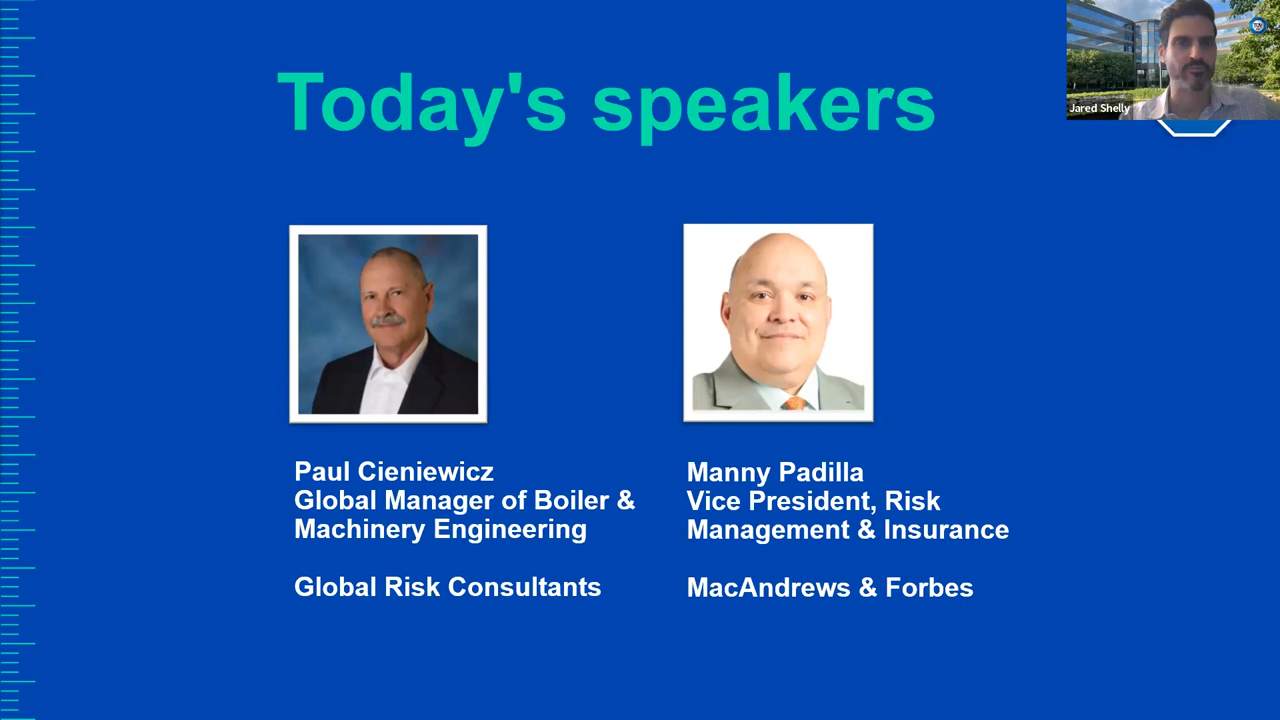 Today's speakers
Jared Shelly
Paul Cieniewicz
Global Manager of Boiler &
Machinery Engineering
Global Risk Consultants
Manny Padilla
Vice President, Risk
Management & Insurance
MacAndrews & Forbes